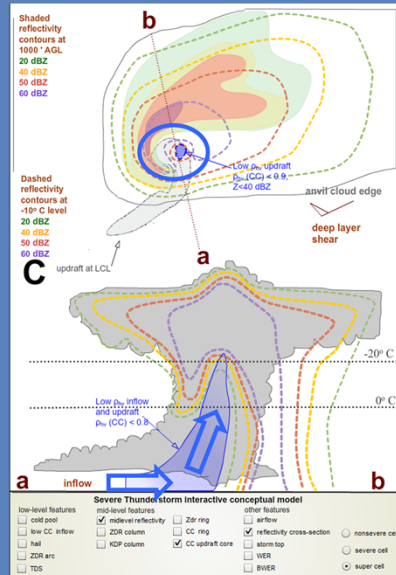 Shaded
reflectivity
contours at
1000 ' AGL
20 dBZ
40 dBZ
50 dBZ
60 dBZ
b
Low ρhv updraft
ρhv (CC) < 0.9,
Z<40 dBZ
anvil cloud edge
deep layer
shear
Dashed
reflectivity
contours at
-10° C level
20 dBZ
40 dBZ
50 dBZ
60 dBZ
updraft at LCL
a
C
-20° C
0° C
Low ρhv inflow
and updraft
ρhv (CC) < 0.8
a
inflow
b
Severe Thunderstorm interactive conceptual model
low-level features
cold pool
low CC inflow
hail
ZDR arc
TDS
mid-level features
midlevel reflectivity
ZDR column
KDP column
Zdr ring
CC ring
CC updraft core
other features
airflow
reflectivity cross-section
storm top
WER
BWER
nonsevere cell
severe cell
super cell